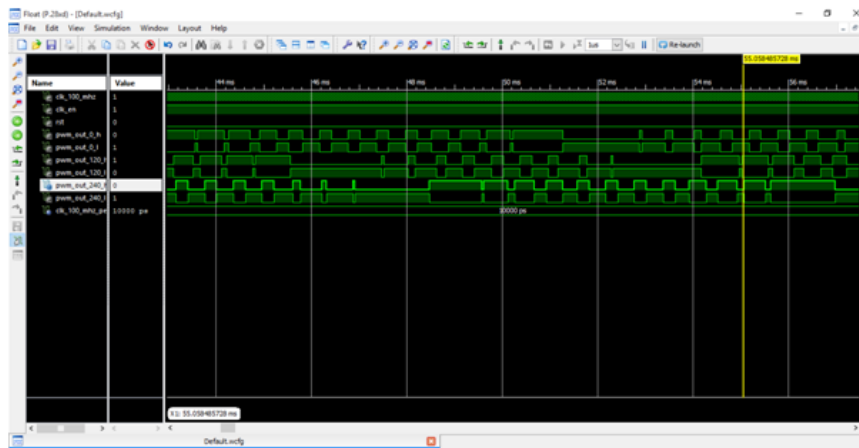 Float (P.28xd) - [Default.wcfg]
File Edit View Simulation Window Layout Help
1us Re-launch
55.058485728 ms
Name Value
44 ms 46 ms 48 ms 50 ms 52 ms 54 ms 56 ms
clk_100_mhz 1
clk_en 1
rst 0
pwm_out_0_h 0
pwm_out_0_l 1
pwm_out_120_h 1
pwm_out_120_l 0
pwm_out_240_h 0
pwm_out_240_l 1
clk_100_mhz_pe 10000 ps 10000 ps
X1: 55.058485728 ms
Default.wcfg